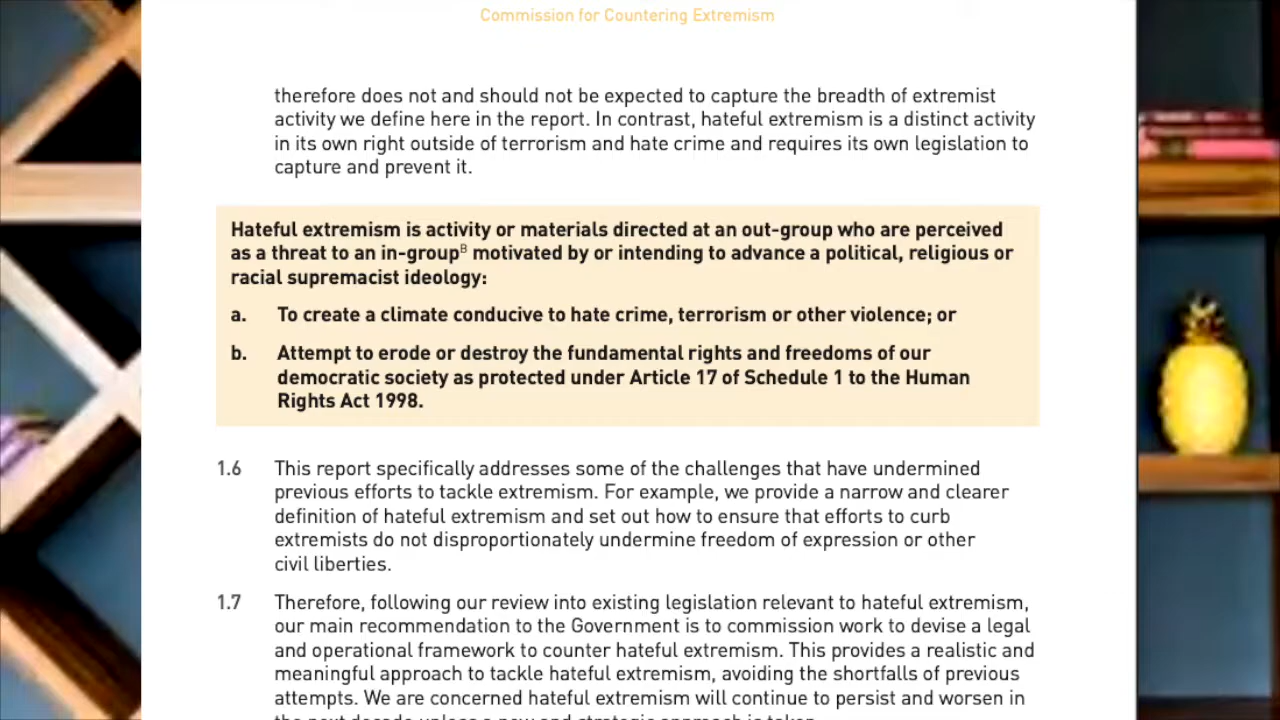 Commission for Countering Extremism
therefore does not and should not be expected to capture the breadth of extremist
activity we define here in the report. In contrast, hateful extremism is a distinct activity
in its own right outside of terrorism and hate crime and requires its own legislation to
capture and prevent it.
Hateful extremism is activity or materials directed at an out-group who are perceived
as a threat to an in-groupᴮ motivated by or intending to advance a political, religious or
racial supremacist ideology:
a. To create a climate conducive to hate crime, terrorism or other violence; or
b. Attempt to erode or destroy the fundamental rights and freedoms of our
democratic society as protected under Article 17 of Schedule 1 to the Human
Rights Act 1998.
1.6 This report specifically addresses some of the challenges that have undermined
previous efforts to tackle extremism. For example, we provide a narrow and clearer
definition of hateful extremism and set out how to ensure that efforts to curb
extremists do not disproportionately undermine freedom of expression or other
civil liberties.
1.7 Therefore, following our review into existing legislation relevant to hateful extremism,
our main recommendation to the Government is to commission work to devise a legal
and operational framework to counter hateful extremism. This provides a realistic and
meaningful approach to tackle hateful extremism, avoiding the shortfalls of previous
attempts. We are concerned hateful extremism will continue to persist and worsen in
the next decade unless a new and strategic approach is taken.